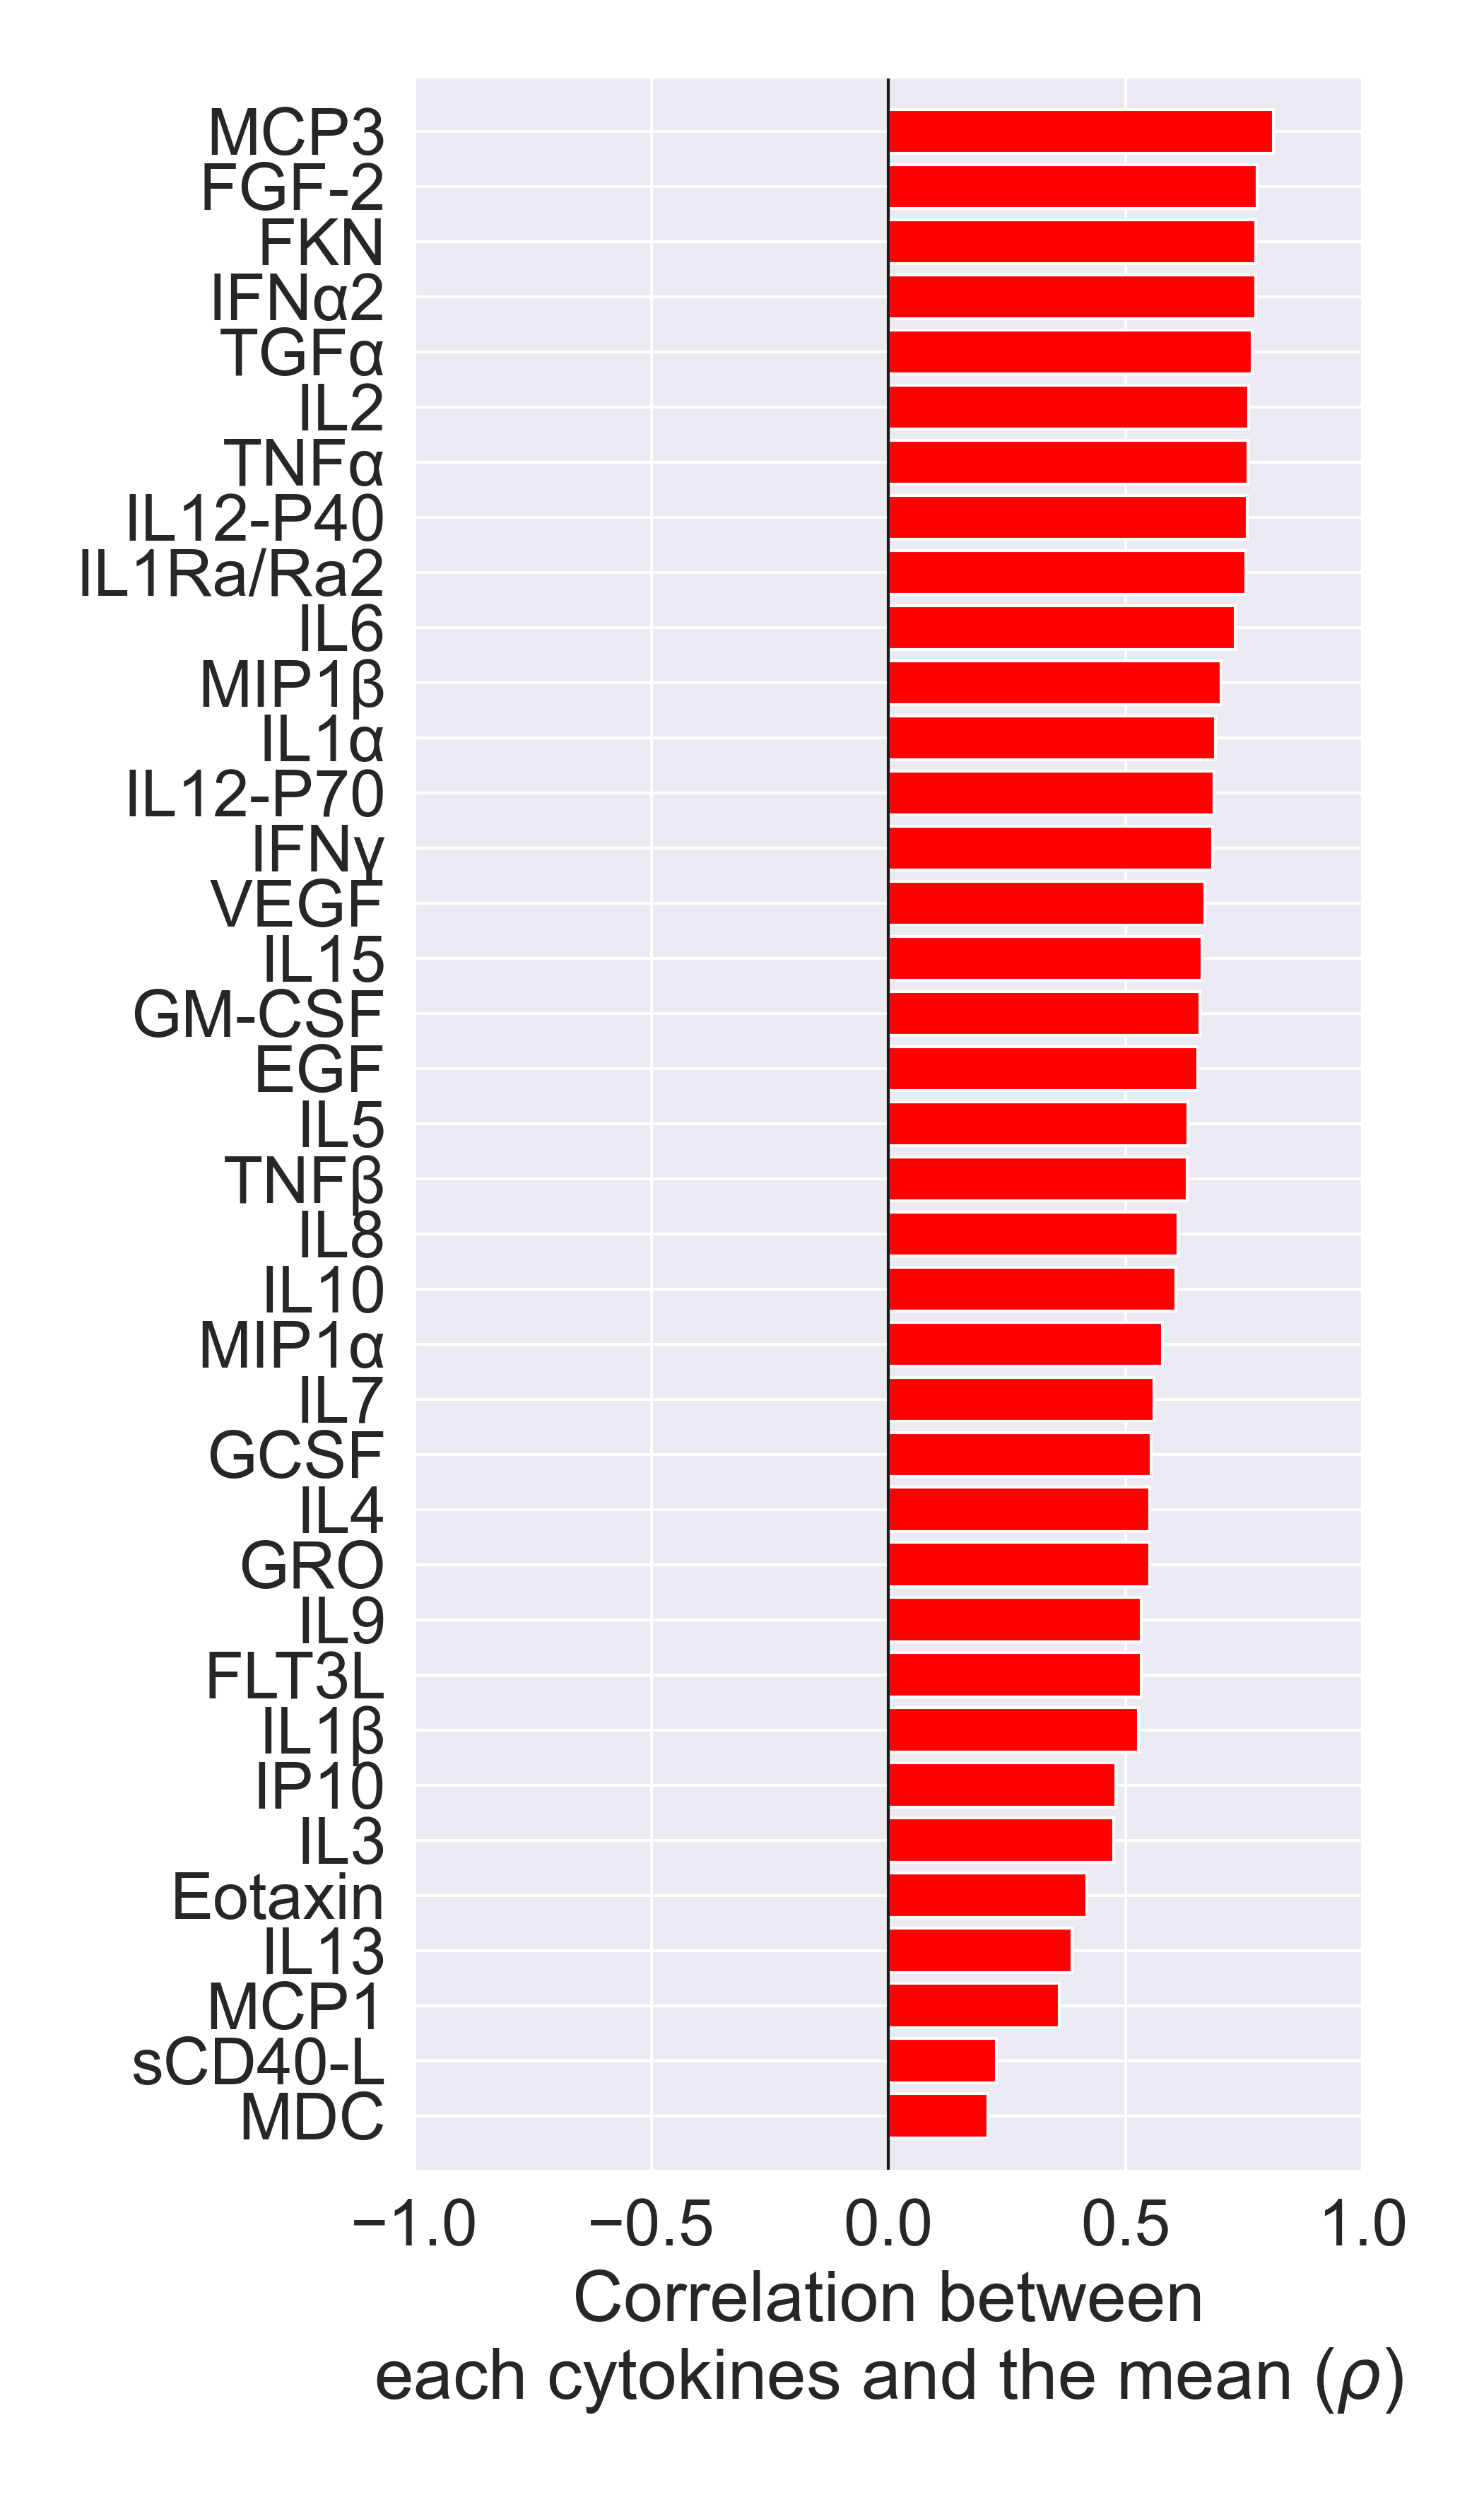 MCP3
FGF-2
FKN
IFNα2
TGFα
IL2
TNFα
IL12-P40
IL1Ra/Ra2
IL6
MIP1β
IL1α
IL12-P70
IFNγ
VEGF
IL15
GM-CSF
EGF
IL5
TNFβ
IL8
IL10
MIP1α
IL7
GCSF
IL4
GRO
IL9
FLT3L
IL1β
IP10
IL3
Eotaxin
IL13
MCP1
sCD40-L
MDC
−1.0 −0.5 0.0 0.5 1.0
Correlation between
each cytokines and the mean (ρ)